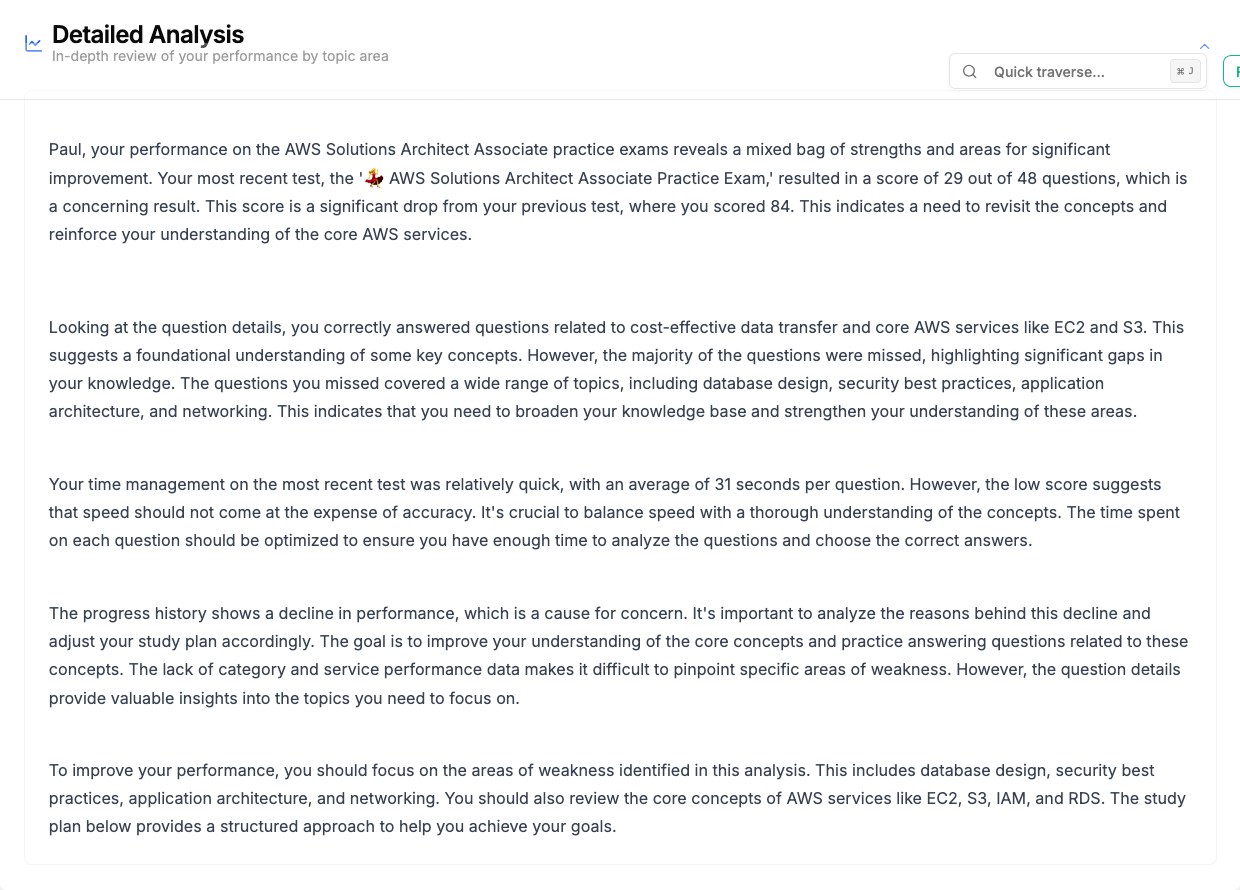 Detailed Analysis
In-depth review of your performance by topic area
Quick traverse...
⌘ J
Paul, your performance on the AWS Solutions Architect Associate practice exams reveals a mixed bag of strengths and areas for significant
improvement. Your most recent test, the '💃 AWS Solutions Architect Associate Practice Exam,' resulted in a score of 29 out of 48 questions, which is
a concerning result. This score is a significant drop from your previous test, where you scored 84. This indicates a need to revisit the concepts and
reinforce your understanding of the core AWS services.
Looking at the question details, you correctly answered questions related to cost-effective data transfer and core AWS services like EC2 and S3. This
suggests a foundational understanding of some key concepts. However, the majority of the questions were missed, highlighting significant gaps in
your knowledge. The questions you missed covered a wide range of topics, including database design, security best practices, application
architecture, and networking. This indicates that you need to broaden your knowledge base and strengthen your understanding of these areas.
Your time management on the most recent test was relatively quick, with an average of 31 seconds per question. However, the low score suggests
that speed should not come at the expense of accuracy. It's crucial to balance speed with a thorough understanding of the concepts. The time spent
on each question should be optimized to ensure you have enough time to analyze the questions and choose the correct answers.
The progress history shows a decline in performance, which is a cause for concern. It's important to analyze the reasons behind this decline and
adjust your study plan accordingly. The goal is to improve your understanding of the core concepts and practice answering questions related to these
concepts. The lack of category and service performance data makes it difficult to pinpoint specific areas of weakness. However, the question details
provide valuable insights into the topics you need to focus on.
To improve your performance, you should focus on the areas of weakness identified in this analysis. This includes database design, security best
practices, application architecture, and networking. You should also review the core concepts of AWS services like EC2, S3, IAM, and RDS. The study
plan below provides a structured approach to help you achieve your goals.